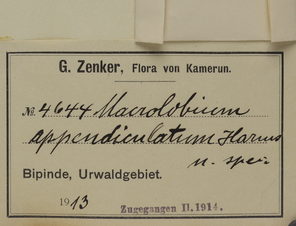 G. Zenker, Flora von Kamerun.
№. 4644 Macrolobium
appendiculatum Harms
n. spec.
Bipinde, Urwaldgebiet.
1913
Zugegangen II.1914.